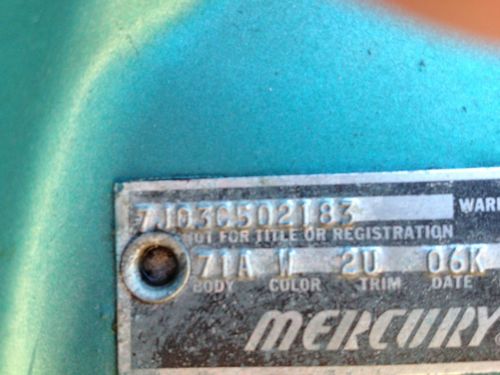 7J03C502183 WARR
NOT FOR TITLE OR REGISTRATION
71A W 2U 06K
BODY COLOR TRIM DATE
MERCURY